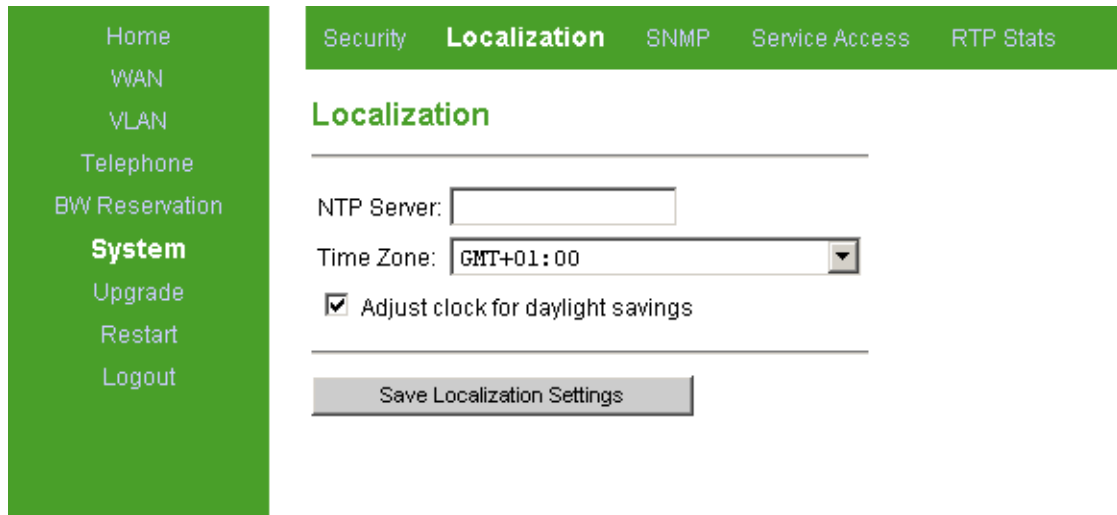 Home
WAN
VLAN
Telephone
BW Reservation
System
Upgrade
Restart
Logout
Security Localization SNMP Service Access RTP Stats
Localization
NTP Server:
Time Zone: GMT+01:00
Adjust clock for daylight savings
Save Localization Settings